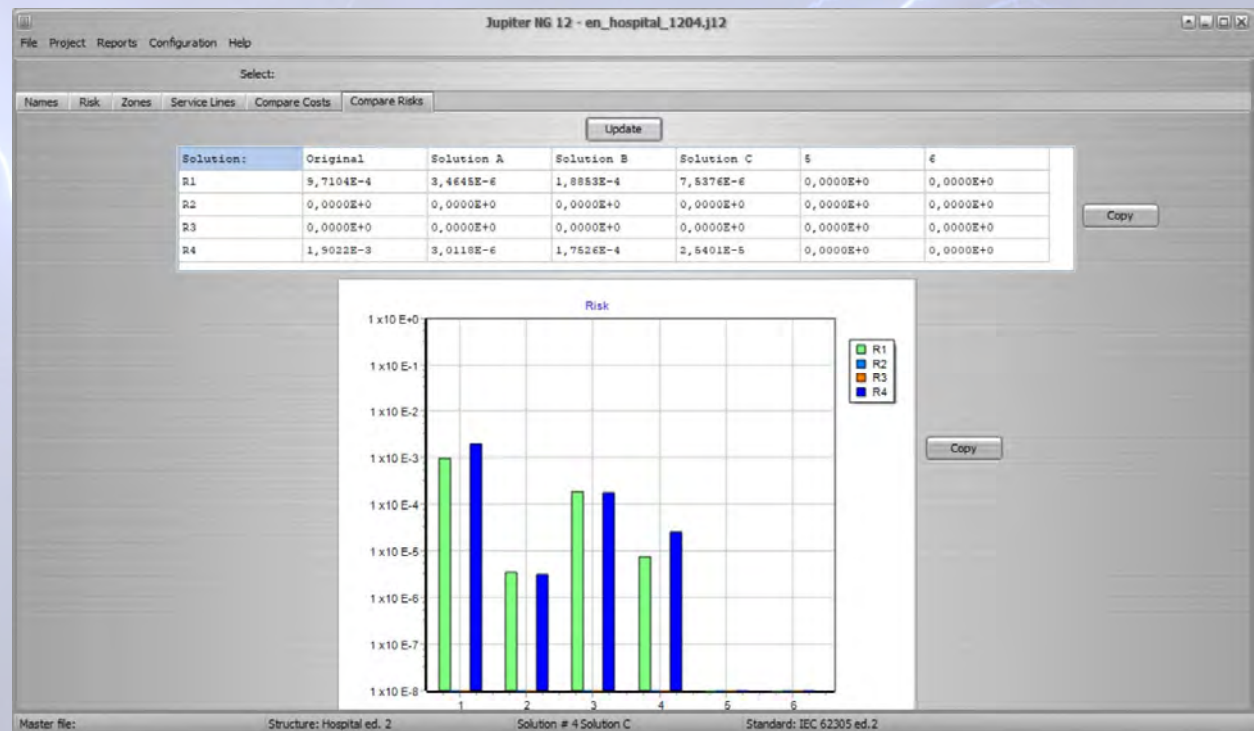 Jupiter NG 12 - en_hospital_1204.j12
File Project Reports Configuration Help
Select:
Names Risk Zones Service Lines Compare Costs Compare Risks
Update
Solution: Original Solution A Solution B Solution C 5 6
R1 9,7104E-4 3,4645E-6 1,8853E-4 7,5376E-6 0,0000E+0 0,0000E+0
R2 0,0000E+0 0,0000E+0 0,0000E+0 0,0000E+0 0,0000E+0 0,0000E+0
R3 0,0000E+0 0,0000E+0 0,0000E+0 0,0000E+0 0,0000E+0 0,0000E+0
R4 1,9022E-3 3,0118E-6 1,7526E-4 2,5401E-5 0,0000E+0 0,0000E+0
Copy
Risk
1 x10 E+0
1 x10 E-1
1 x10 E-2
1 x10 E-3
1 x10 E-4
1 x10 E-5
1 x10 E-6
1 x10 E-7
1 x10 E-8
1 2 3 4 5 6
R1
R2
R3
R4
Copy
Master file: Structure: Hospital ed. 2 Solution # 4 Solution C Standard: IEC 62305 ed.2